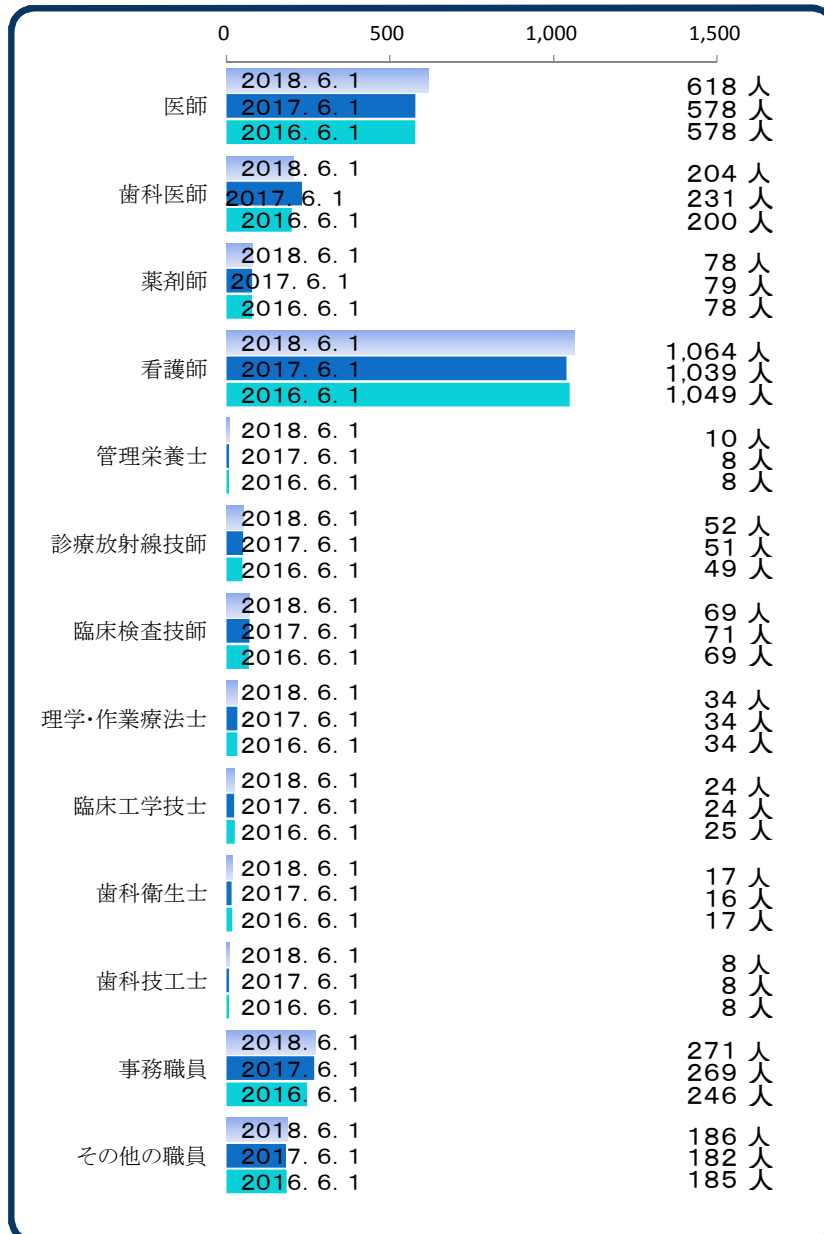 0 500 1,000 1,500
医師
2018. 6. 1 618 人
2017. 6. 1 578 人
2016. 6. 1 578 人
歯科医師
2018. 6. 1 204 人
2017. 6. 1 231 人
2016. 6. 1 200 人
薬剤師
2018. 6. 1 78 人
2017. 6. 1 79 人
2016. 6. 1 78 人
看護師
2018. 6. 1 1,064 人
2017. 6. 1 1,039 人
2016. 6. 1 1,049 人
管理栄養士
2018. 6. 1 10 人
2017. 6. 1 8 人
2016. 6. 1 8 人
診療放射線技師
2018. 6. 1 52 人
2017. 6. 1 51 人
2016. 6. 1 49 人
臨床検査技師
2018. 6. 1 69 人
2017. 6. 1 71 人
2016. 6. 1 69 人
理学・作業療法士
2018. 6. 1 34 人
2017. 6. 1 34 人
2016. 6. 1 34 人
臨床工学技士
2018. 6. 1 24 人
2017. 6. 1 24 人
2016. 6. 1 25 人
歯科衛生士
2018. 6. 1 17 人
2017. 6. 1 16 人
2016. 6. 1 17 人
歯科技工士
2018. 6. 1 8 人
2017. 6. 1 8 人
2016. 6. 1 8 人
事務職員
2018. 6. 1 271 人
2017. 6. 1 269 人
2016. 6. 1 246 人
その他の職員
2018. 6. 1 186 人
2017. 6. 1 182 人
2016. 6. 1 185 人